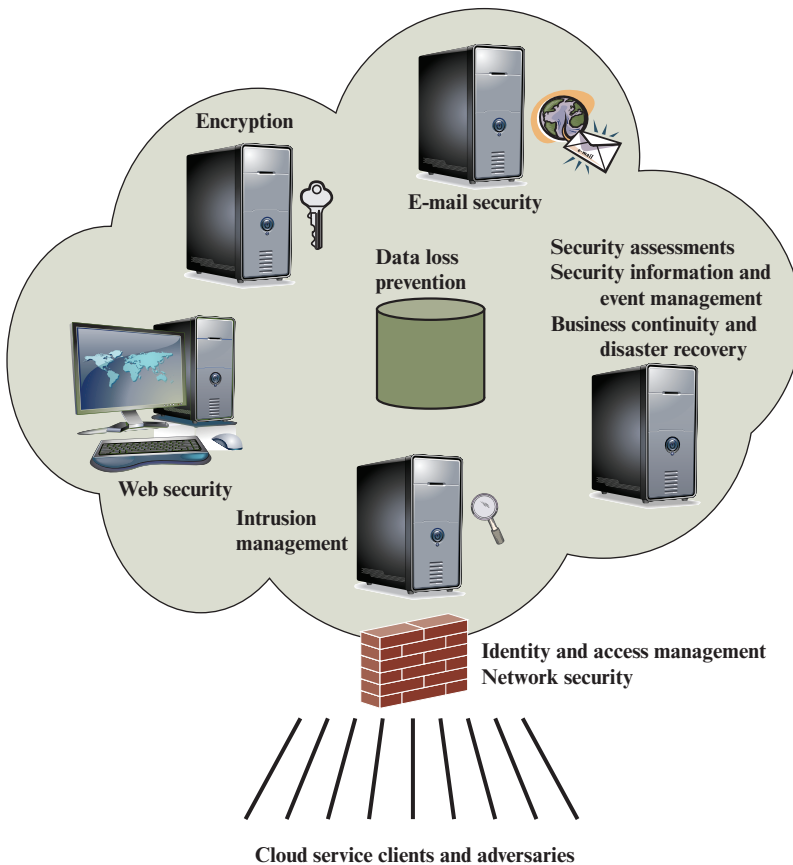 Encryption
e-mail
E-mail security
Data loss
prevention
Security assessments
Security information and
event management
Business continuity and
disaster recovery
Web security
Intrusion
management
Identity and access management
Network security
Cloud service clients and adversaries